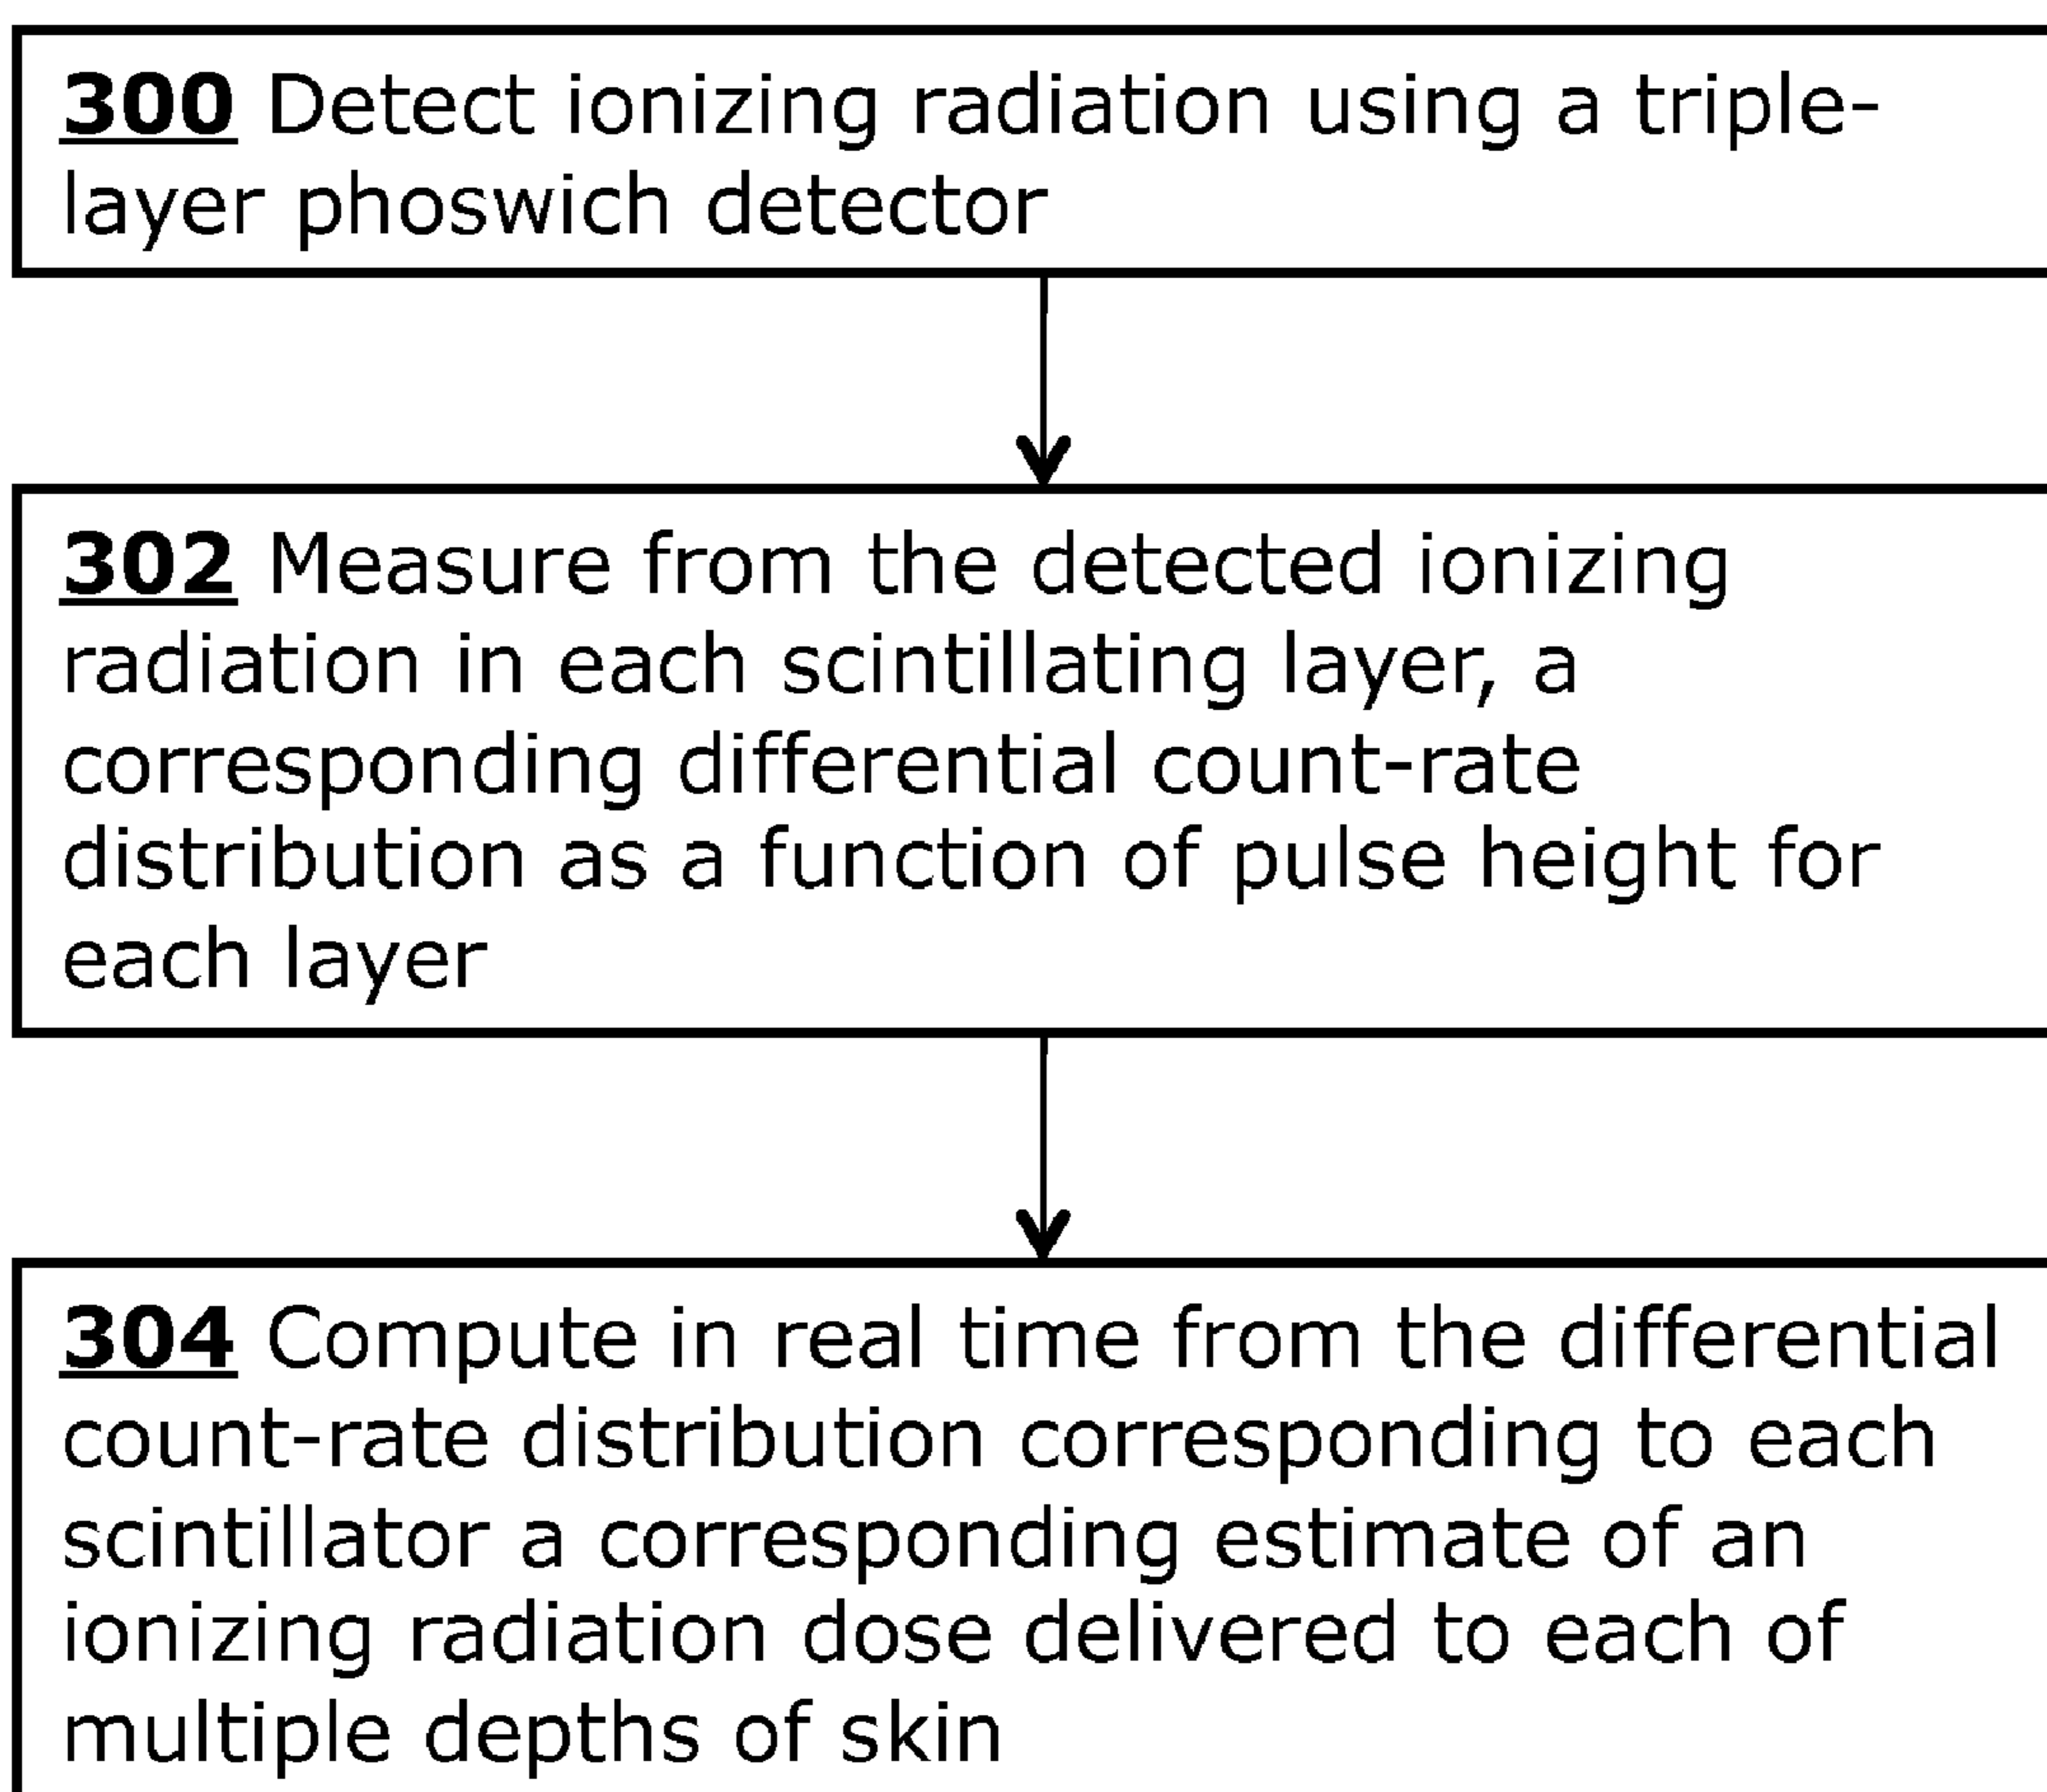 300 Detect ionizing radiation using a triple-
layer phoswich detector
302 Measure from the detected ionizing
radiation in each scintillating layer, a
corresponding differential count-rate
distribution as a function of pulse height for
each layer
304 Compute in real time from the differential
count-rate distribution corresponding to each
scintillator a corresponding estimate of an
ionizing radiation dose delivered to each of
multiple depths of skin